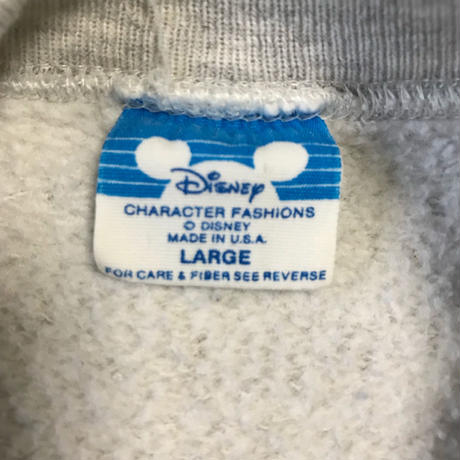 Disney
CHARACTER FASHIONS
© DISNEY
MADE IN U.S.A.
LARGE
FOR CARE & FIBER SEE REVERSE